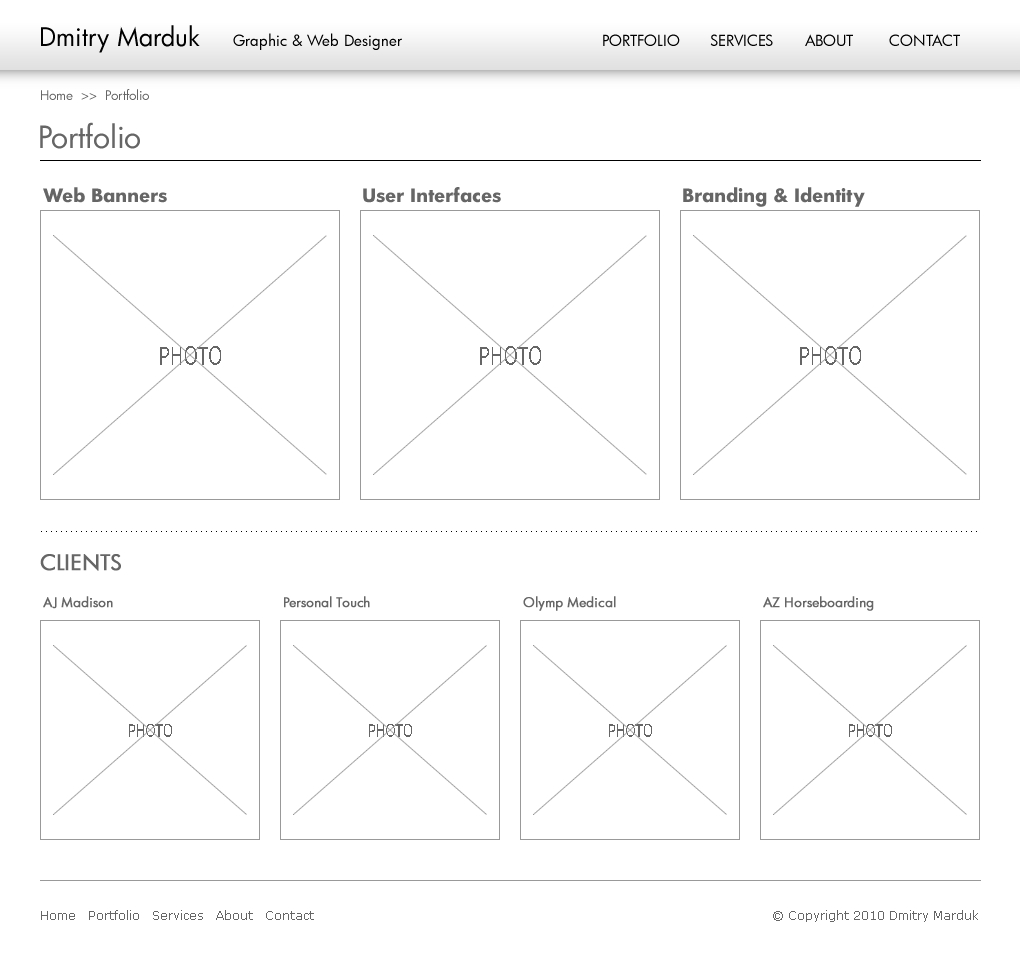 Dmitry Marduk Graphic & Web Designer PORTFOLIO SERVICES ABOUT CONTACT
Home >> Portfolio
Portfolio
Web Banners User Interfaces Branding & Identity
PHOTO PHOTO PHOTO
CLIENTS
AJ Madison Personal Touch Olymp Medical AZ Horseboarding
PHOTO PHOTO PHOTO PHOTO
Home Portfolio Services About Contact © Copyright 2010 Dmitry Marduk